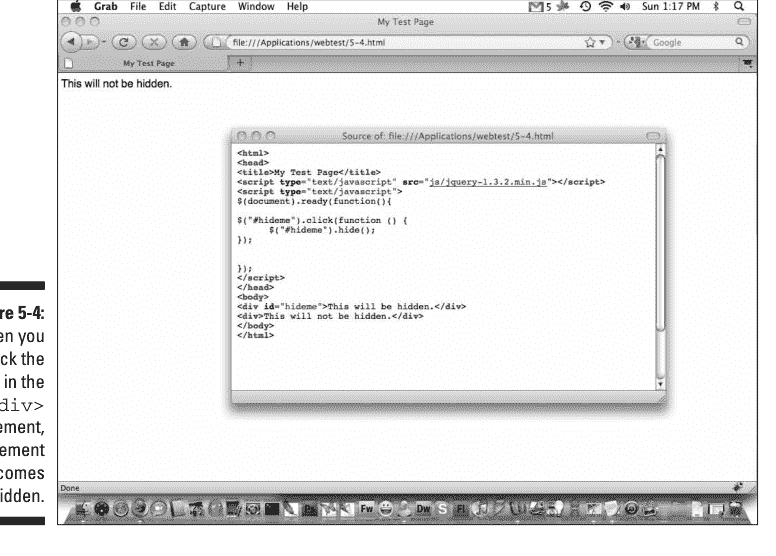 Grab File Edit Capture Window Help 5 Sun 1:17 PM
My Test Page
file:///Applications/webtest/5-4.html Google
My Test Page +
This will not be hidden.
Source of: file:///Applications/webtest/5-4.html
<html>
<head>
<title>My Test Page</title>
<script type="text/javascript" src="js/jquery-1.3.2.min.js"></script>
<script type="text/javascript">
$(document).ready(function(){
$("#hideme").click(function () {
$("#hideme").hide();
});
});
</script>
</head>
<body>
<div id="hideme">This will be hidden.</div>
<div>This will not be hidden.</div>
</body>
</html>
re 5-4:
en you
ck the
in the
div>
ement,
ement
comes
idden.
Done
Fw Dw S FL